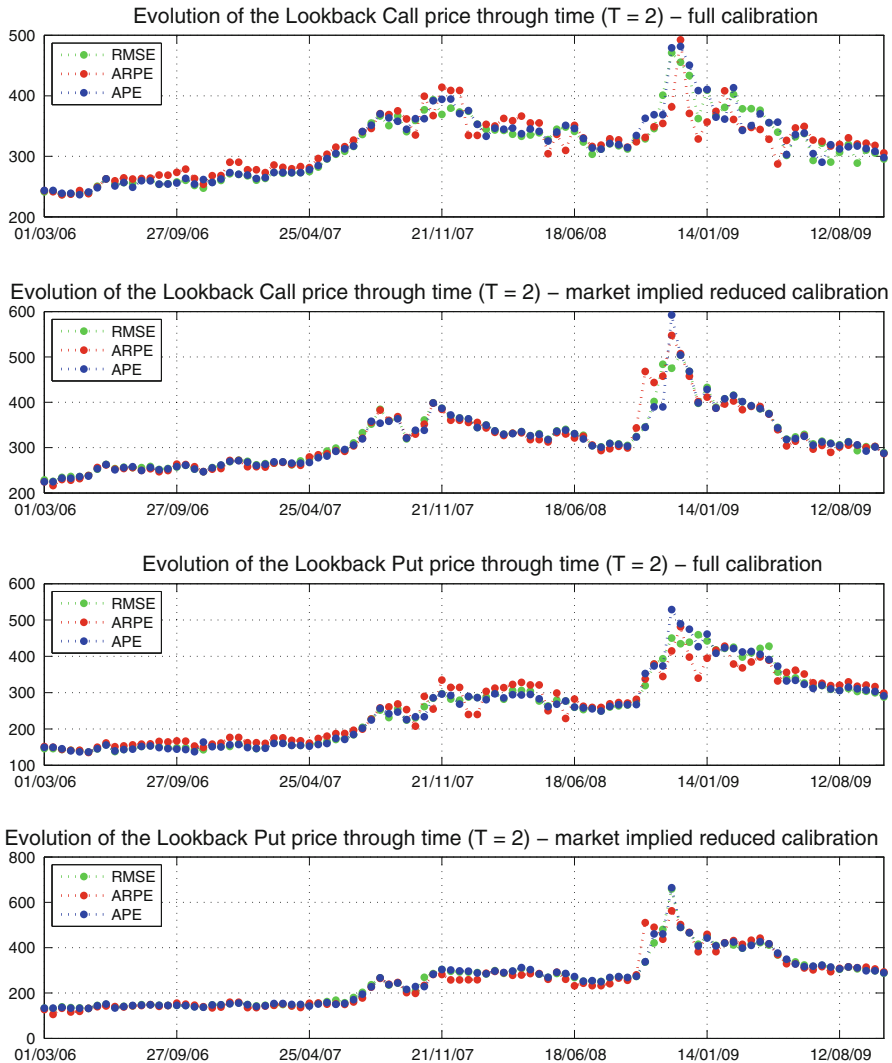 Evolution of the Lookback Call price through time (T = 2) − full calibration
500
400
300
200
RMSE
ARPE
APE
01/03/06 27/09/06 25/04/07 21/11/07 18/06/08 14/01/09 12/08/09
Evolution of the Lookback Call price through time (T = 2) − market implied reduced calibration
600
500
400
300
200
RMSE
ARPE
APE
01/03/06 27/09/06 25/04/07 21/11/07 18/06/08 14/01/09 12/08/09
Evolution of the Lookback Put price through time (T = 2) − full calibration
600
500
400
300
200
100
RMSE
ARPE
APE
01/03/06 27/09/06 25/04/07 21/11/07 18/06/08 14/01/09 12/08/09
Evolution of the Lookback Put price through time (T = 2) − market implied reduced calibration
800
600
400
200
0
RMSE
ARPE
APE
01/03/06 27/09/06 25/04/07 21/11/07 18/06/08 14/01/09 12/08/09